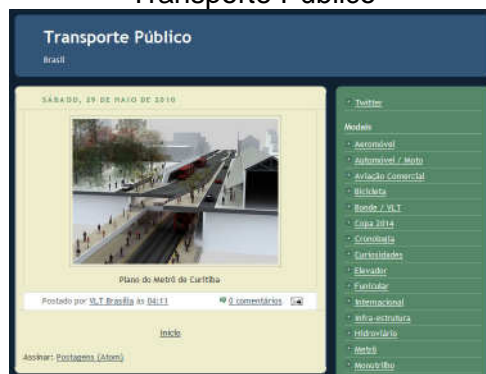 Transporte Público
Transporte Público
Brasil
SÁBADO, 29 DE MAIO DE 2010
Plano do Metrô de Curitiba
Postado por VLT Brasília às 04:11
0 comentários
Início
Assinar: Postagens (Atom)
Twitter
Modais
Aeromóvel
Automóvel / Moto
Aviação Comercial
Bicicleta
Bonde / VLT
Copa 2014
Cronologia
Curiosidades
Elevador
Funicular
Internacional
Infra-estrutura
Hidroviário
Metrô
Monotrilho